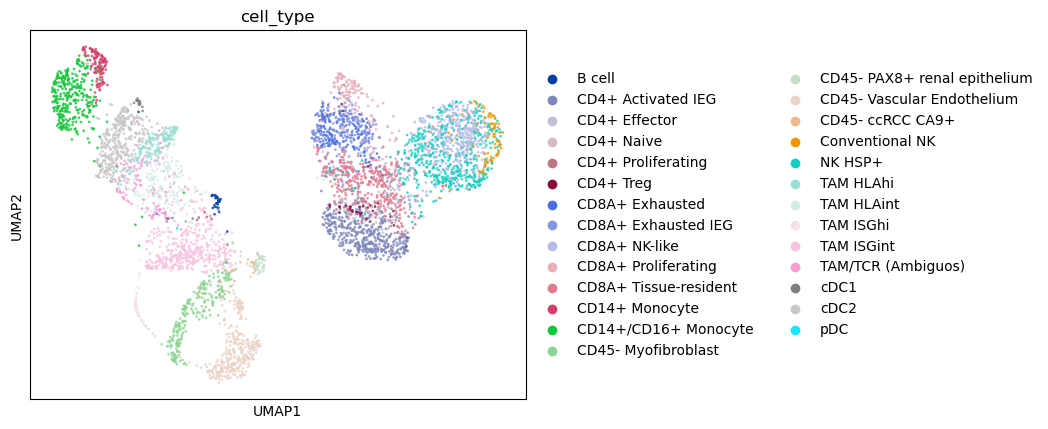 cell_type
UMAP2
UMAP1
B cell
CD4+ Activated IEG
CD4+ Effector
CD4+ Naive
CD4+ Proliferating
CD4+ Treg
CD8A+ Exhausted
CD8A+ Exhausted IEG
CD8A+ NK-like
CD8A+ Proliferating
CD8A+ Tissue-resident
CD14+ Monocyte
CD14+/CD16+ Monocyte
CD45- Myofibroblast
CD45- PAX8+ renal epithelium
CD45- Vascular Endothelium
CD45- ccRCC CA9+
Conventional NK
NK HSP+
TAM HLAhi
TAM HLAint
TAM ISGhi
TAM ISGint
TAM/TCR (Ambiguos)
cDC1
cDC2
pDC